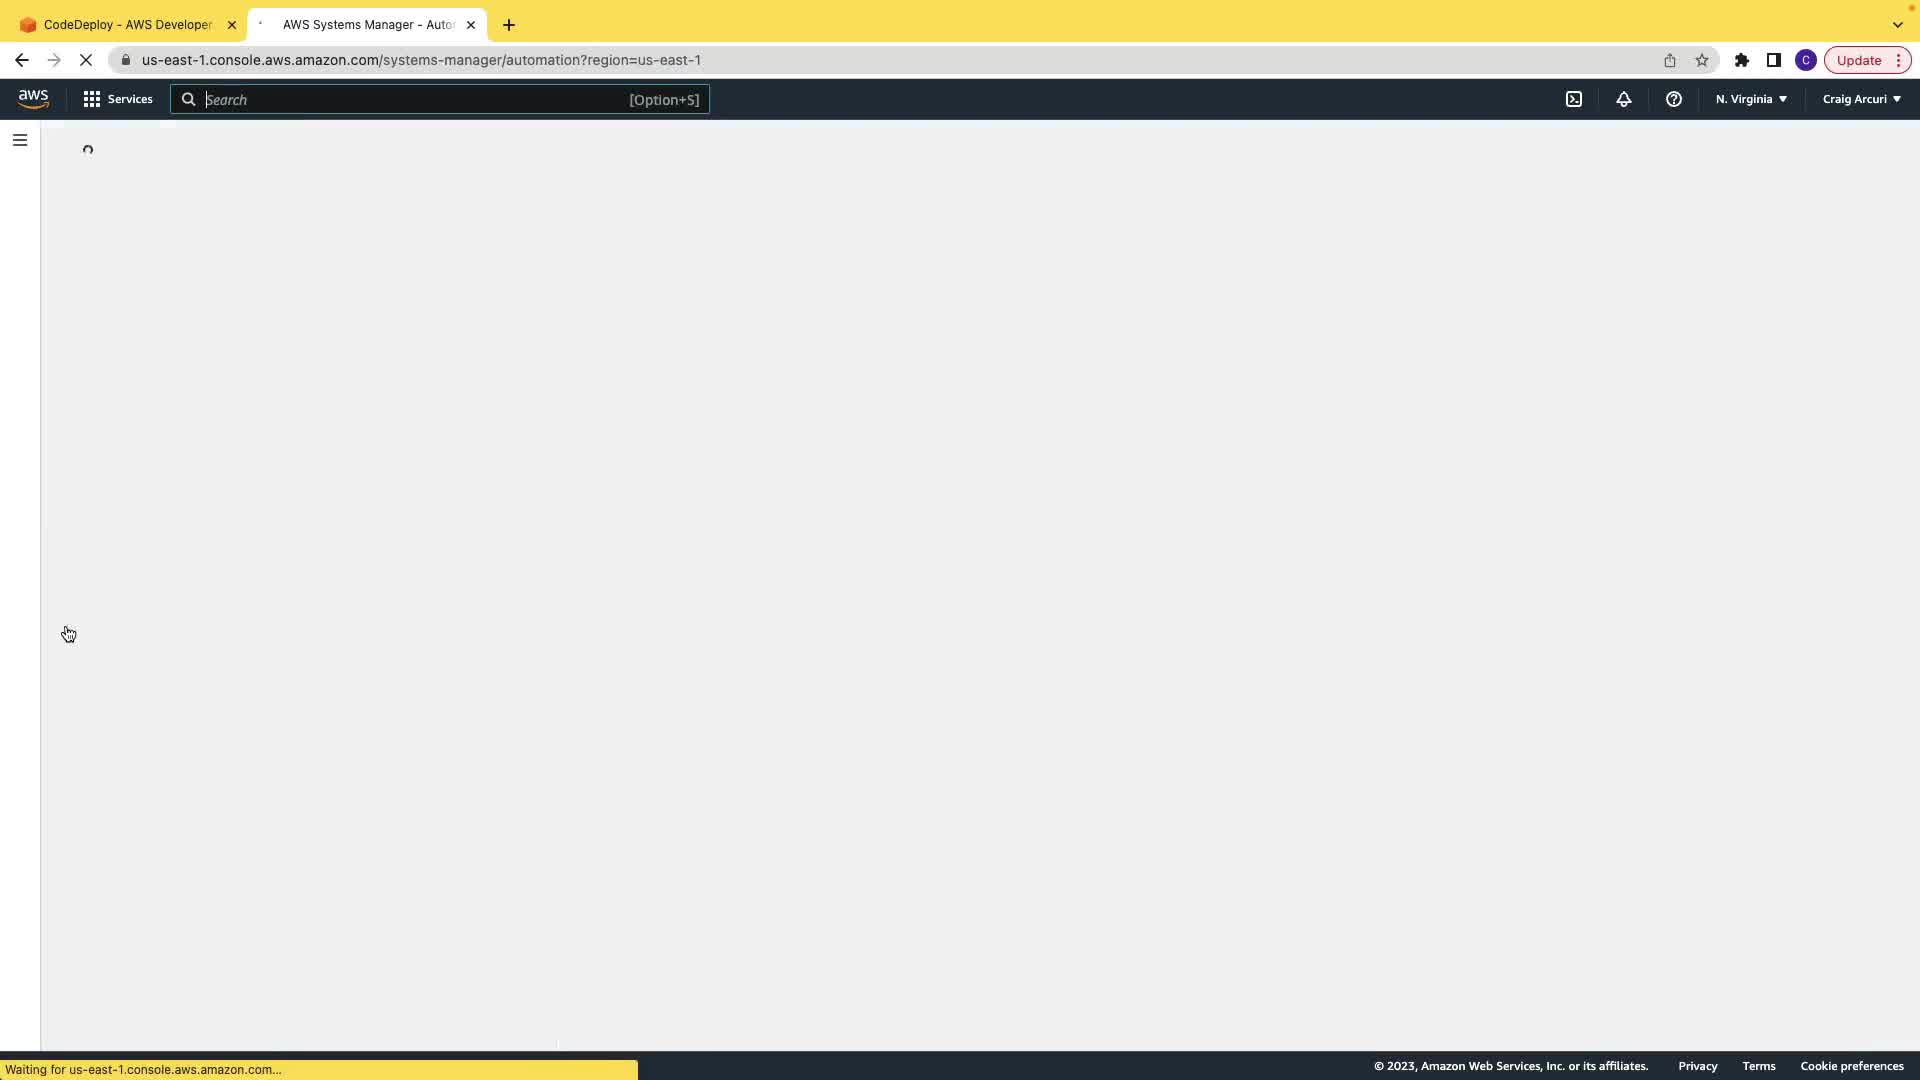 CodeDeploy - AWS Developer
AWS Systems Manager - Auto
us-east-1.console.aws.amazon.com/systems-manager/automation?region=us-east-1
C
Update
aws
Services
Search
[Option+S]
N. Virginia
Craig Arcuri
Waiting for us-east-1.console.aws.amazon.com...
© 2023, Amazon Web Services, Inc. or its affiliates.
Privacy
Terms
Cookie preferences